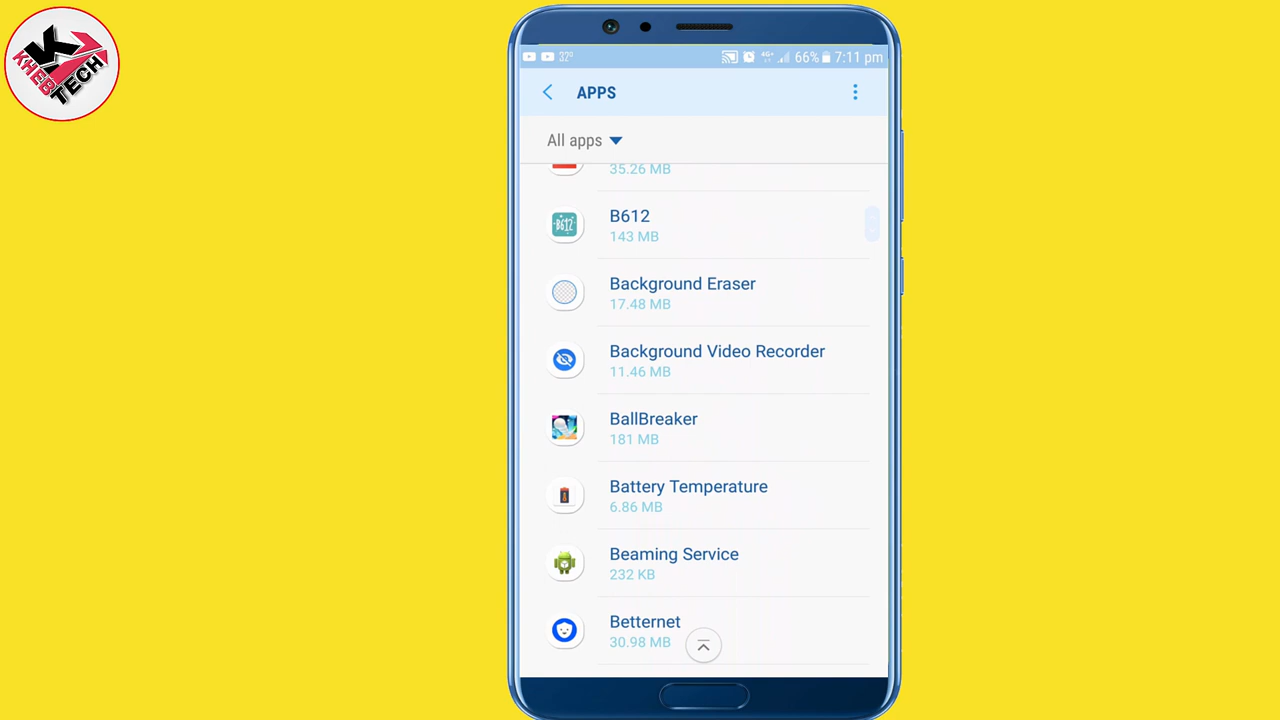 K
KHEB
TECH
32°
4G+ 66% 7:11 pm
APPS
All apps
35.26 MB
B612
B612
143 MB
Background Eraser
17.48 MB
Background Video Recorder
11.46 MB
BallBreaker
181 MB
Battery Temperature
6.86 MB
Beaming Service
232 KB
Betternet
30.98 MB